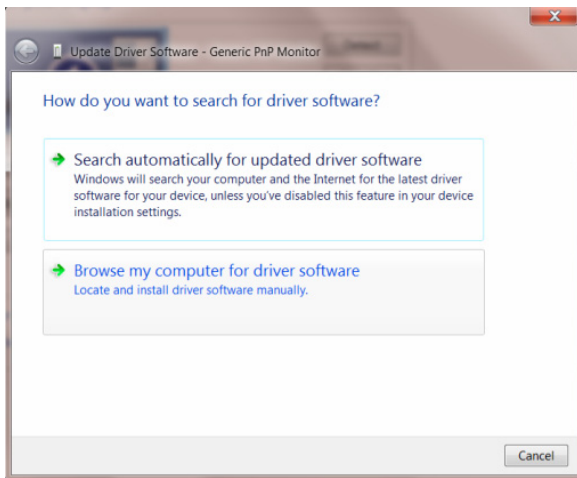 Update Driver Software - Generic PnP Monitor
How do you want to search for driver software?
Search automatically for updated driver software
Windows will search your computer and the Internet for the latest driver
software for your device, unless you've disabled this feature in your device
installation settings.
Browse my computer for driver software
Locate and install driver software manually.
Cancel